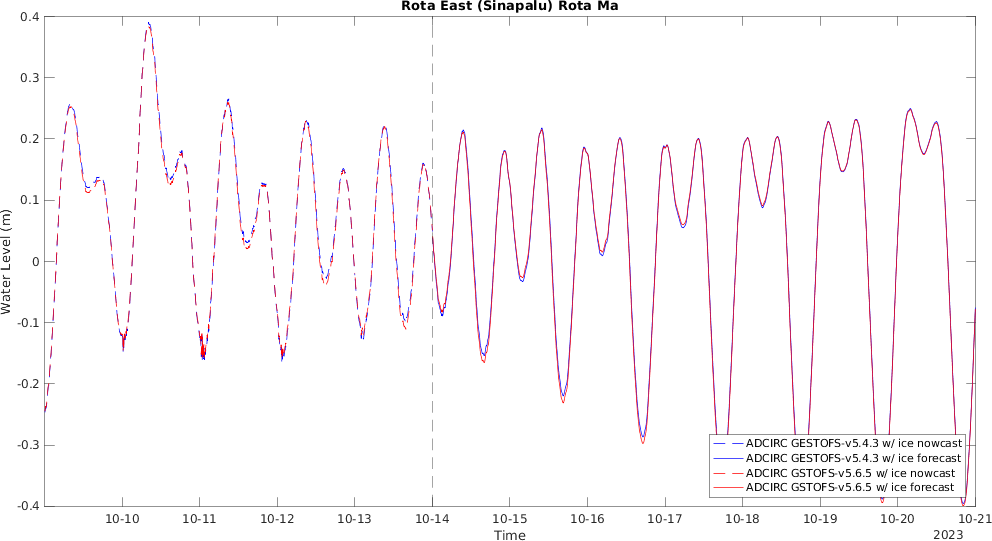 Rota East (Sinapalu) Rota Ma
Water Level (m)
0.4
0.3
0.2
0.1
0
-0.1
-0.2
-0.3
-0.4
ADCIRC GESTOFS-v5.4.3 w/ ice nowcast
ADCIRC GESTOFS-v5.4.3 w/ ice forecast
ADCIRC GSTOFS-v5.6.5 w/ ice nowcast
ADCIRC GSTOFS-v5.6.5 w/ ice forecast
10-10 10-11 10-12 10-13 10-14 10-15 10-16 10-17 10-18 10-19 10-20 10-21
Time
2023